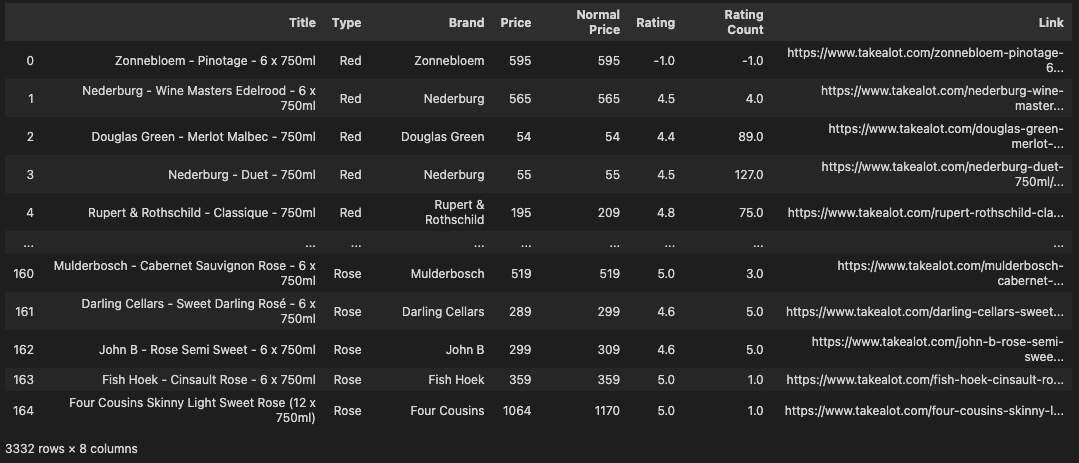 Title Type Brand Price Normal Price Rating Rating Count Link
0 Zonnebloem - Pinotage - 6 x 750ml Red Zonnebloem 595 595 -1.0 -1.0 https://www.takealot.com/zonnebloem-pinotage-6...
1 Nederburg - Wine Masters Edelrood - 6 x 750ml Red Nederburg 565 565 4.5 4.0 https://www.takealot.com/nederburg-wine-master...
2 Douglas Green - Merlot Malbec - 750ml Red Douglas Green 54 54 4.4 89.0 https://www.takealot.com/douglas-green-merlot-...
3 Nederburg - Duet - 750ml Red Nederburg 55 55 4.5 127.0 https://www.takealot.com/nederburg-duet-750ml/...
4 Rupert & Rothschild - Classique - 750ml Red Rupert & Rothschild 195 209 4.8 75.0 https://www.takealot.com/rupert-rothschild-cla...
... ... ... ... ... ... ... ... ...
160 Mulderbosch - Cabernet Sauvignon Rose - 6 x 750ml Rose Mulderbosch 519 519 5.0 3.0 https://www.takealot.com/mulderbosch-cabernet-...
161 Darling Cellars - Sweet Darling Rosé - 6 x 750ml Rose Darling Cellars 289 299 4.6 5.0 https://www.takealot.com/darling-cellars-sweet...
162 John B - Rose Semi Sweet - 6 x 750ml Rose John B 299 309 4.6 5.0 https://www.takealot.com/john-b-rose-semi-swee...
163 Fish Hoek - Cinsault Rose - 6 x 750ml Rose Fish Hoek 359 359 5.0 1.0 https://www.takealot.com/fish-hoek-cinsault-ro...
164 Four Cousins Skinny Light Sweet Rose (12 x 750ml) Rose Four Cousins 1064 1170 5.0 1.0 https://www.takealot.com/four-cousins-skinny-l...
3332 rows × 8 columns